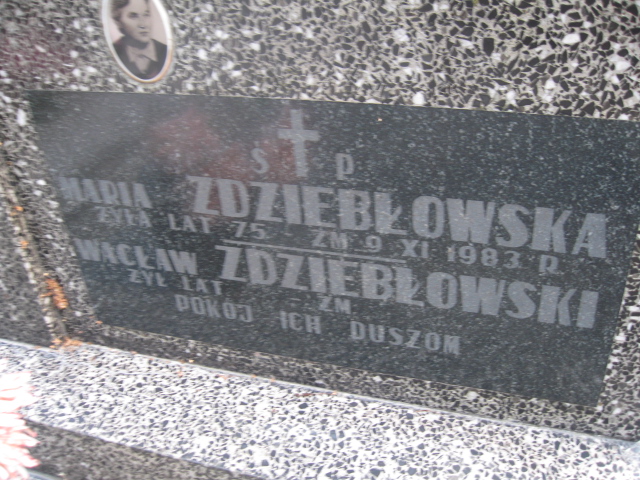 S P
MARIA ZDZIEBŁOWSKA
ŻYŁA LAT 75 ZM 9 XI 1983 R
WACŁAW ZDZIEBŁOWSKI
ŻYŁ LAT ZM
POKÓJ ICH DUSZOM